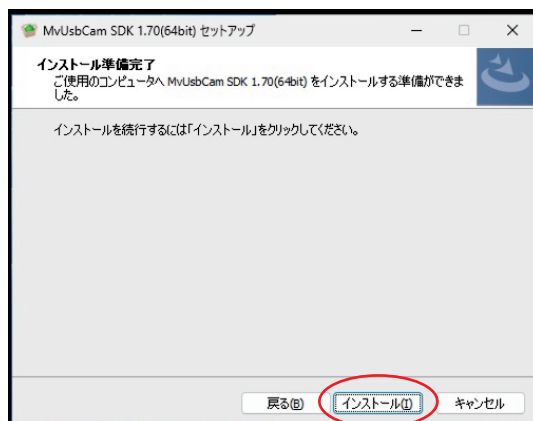 MvUsbCam SDK 1.70(64bit) セットアップ
インストール準備完了
ご使用のコンピュータへ MvUsbCam SDK 1.70(64bit) をインストールする準備ができま
した。
インストールを続行するには「インストール」をクリックしてください。
戻る(B) インストール(I) キャンセル